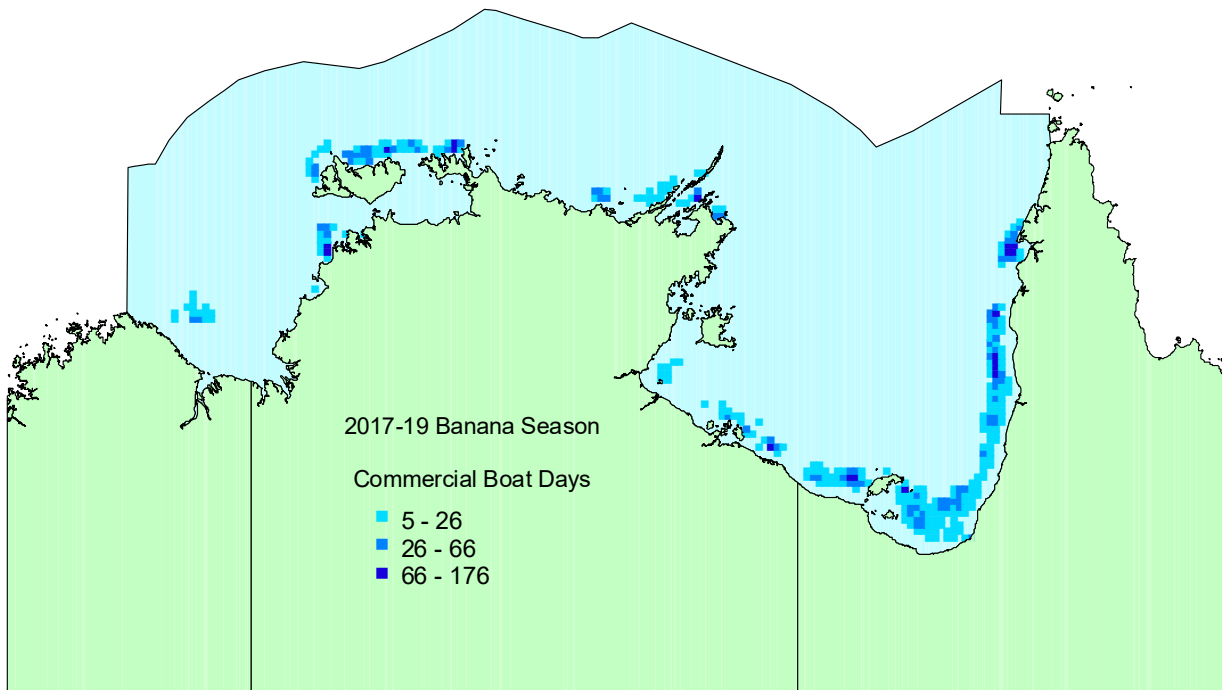 2017-19 Banana Season
Commercial Boat Days
5 - 26
26 - 66
66 - 176